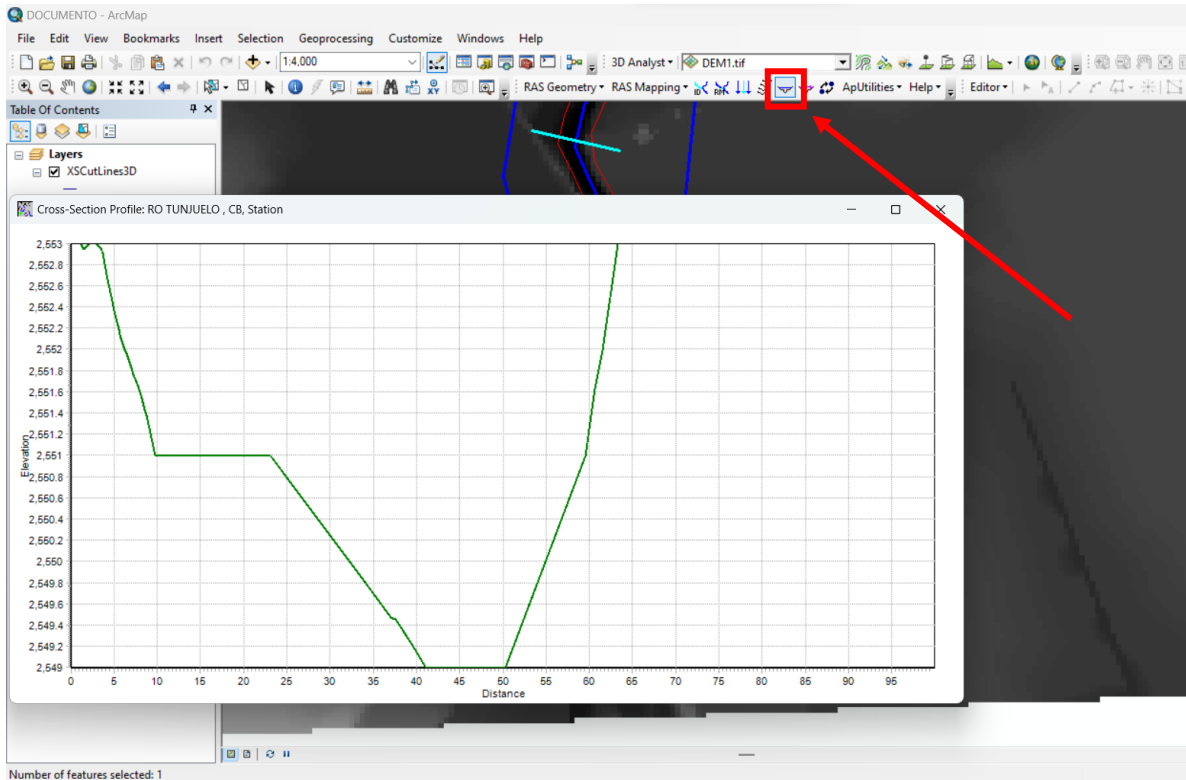 DOCUMENTO - ArcMap
File Edit View Bookmarks Insert Selection Geoprocessing Customize Windows Help
1:4,000 3D Analyst DEM1.tif
RAS Geometry RAS Mapping ApUtilities Help Editor
Table Of Contents
Layers
XSCutLines3D
Cross-Section Profile: RO TUNJUELO , CB, Station
2,553
2,552.8
2,552.6
2,552.4
2,552.2
2,552
2,551.8
2,551.6
2,551.4
2,551.2
2,551
2,550.8
2,550.6
2,550.4
2,550.2
2,550
2,549.8
2,549.6
2,549.4
2,549.2
2,549
Elevation
0 5 10 15 20 25 30 35 40 45 50 55 60 65 70 75 80 85 90 95
Distance
Number of features selected: 1